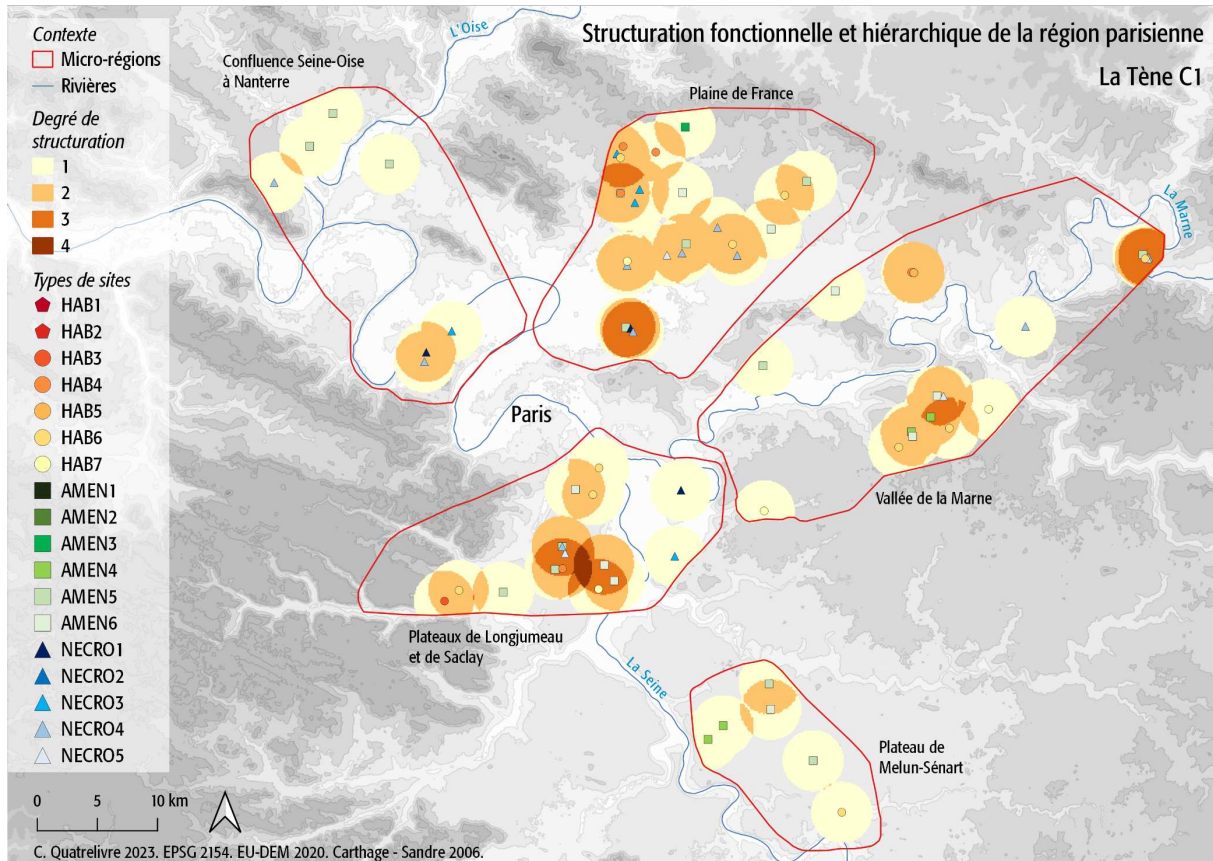 Structuration fonctionnelle et hiérarchique de la région parisienne
La Tène C1
Contexte
Micro-régions
Rivières
Degré de
structuration
1
2
3
4
Types de sites
HAB1
HAB2
HAB3
HAB4
HAB5
HAB6
HAB7
AMEN1
AMEN2
AMEN3
AMEN4
AMEN5
AMEN6
NECRO1
NECRO2
NECRO3
NECRO4
NECRO5
0 5 10 km
C. Quatrelivre 2023. EPSG 2154. EU-DEM 2020. Carthage - Sandre 2006.
L'Oise
Confluence Seine-Oise
à Nanterre
Plaine de France
La Marne
Paris
Vallée de la Marne
Plateaux de Longjumeau
et de Saclay
La Seine
Plateau de
Melun-Sénart